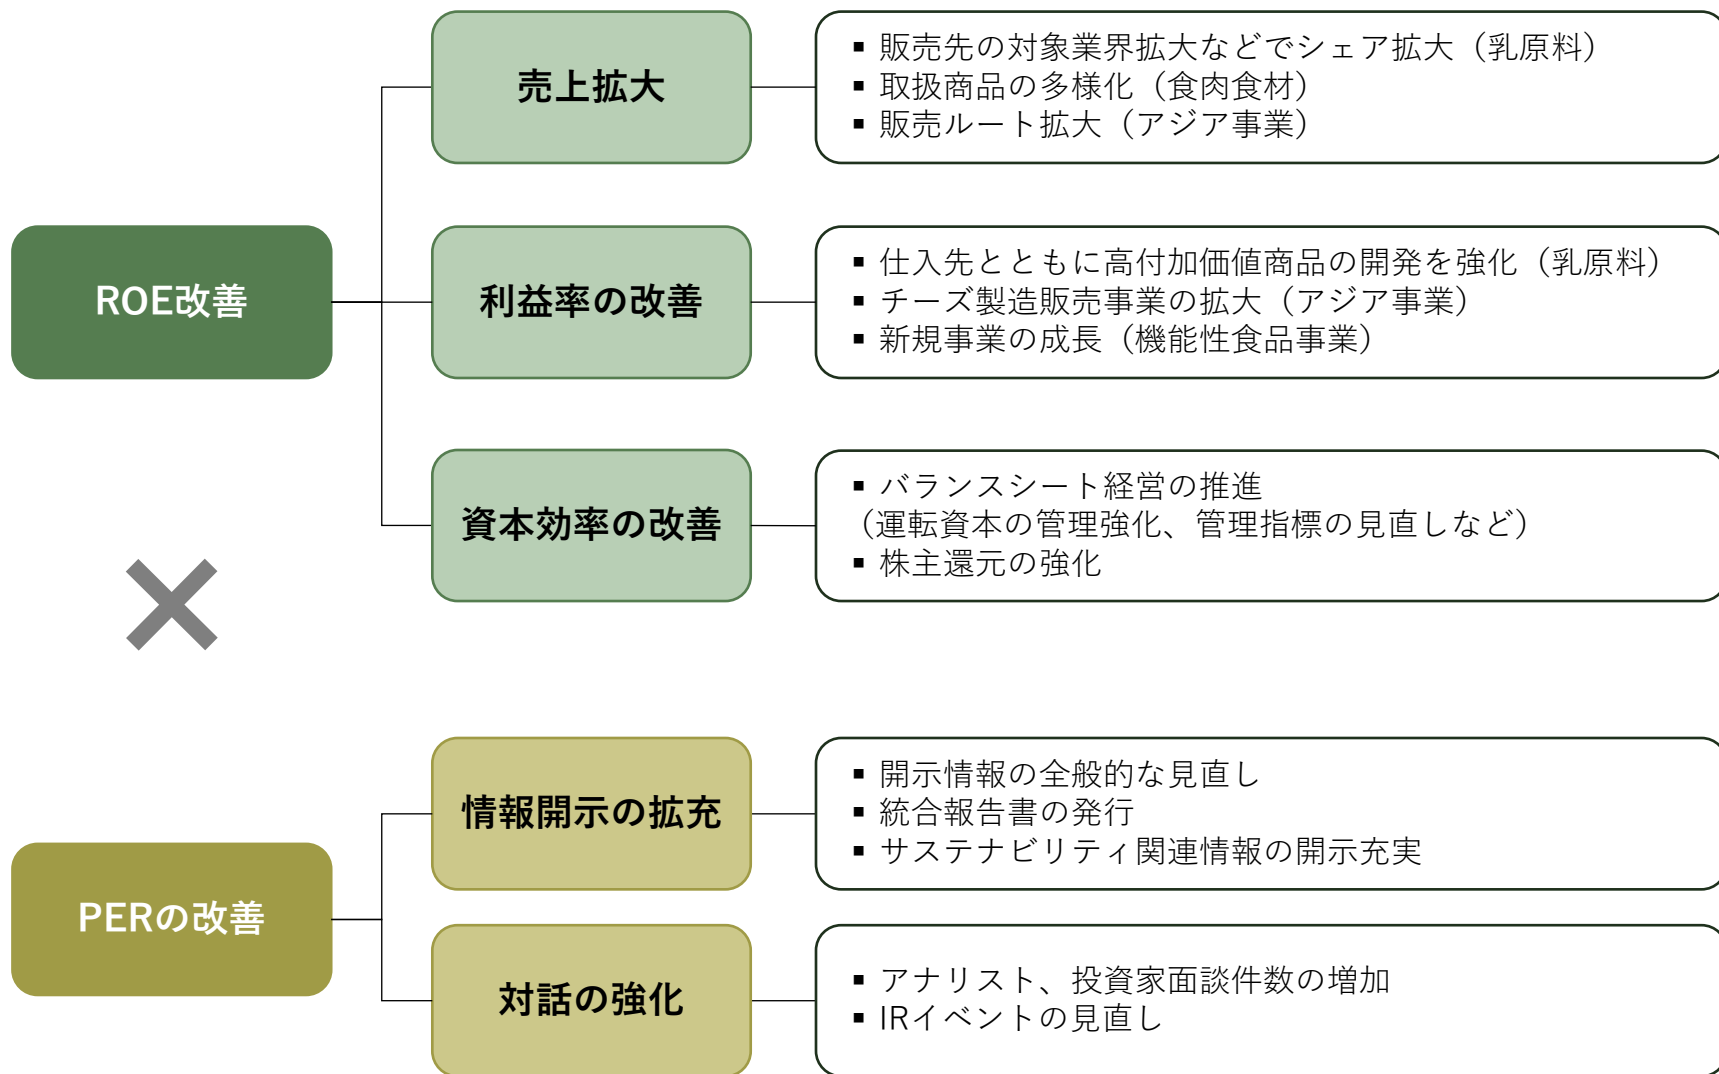 ROE改善
売上拡大
▪ 販売先の対象業界拡大などでシェア拡大（乳原料）
▪ 取扱商品の多様化（食肉食材）
▪ 販売ルート拡大（アジア事業）
利益率の改善
▪ 仕入先とともに高付加価値商品の開発を強化（乳原料）
▪ チーズ製造販売事業の拡大（アジア事業）
▪ 新規事業の成長（機能性食品事業）
資本効率の改善
▪ バランスシート経営の推進
（運転資本の管理強化、管理指標の見直しなど）
▪ 株主還元の強化
×
PERの改善
情報開示の拡充
▪ 開示情報の全般的な見直し
▪ 統合報告書の発行
▪ サステナビリティ関連情報の開示充実
対話の強化
▪ アナリスト、投資家面談件数の増加
▪ IRイベントの見直し